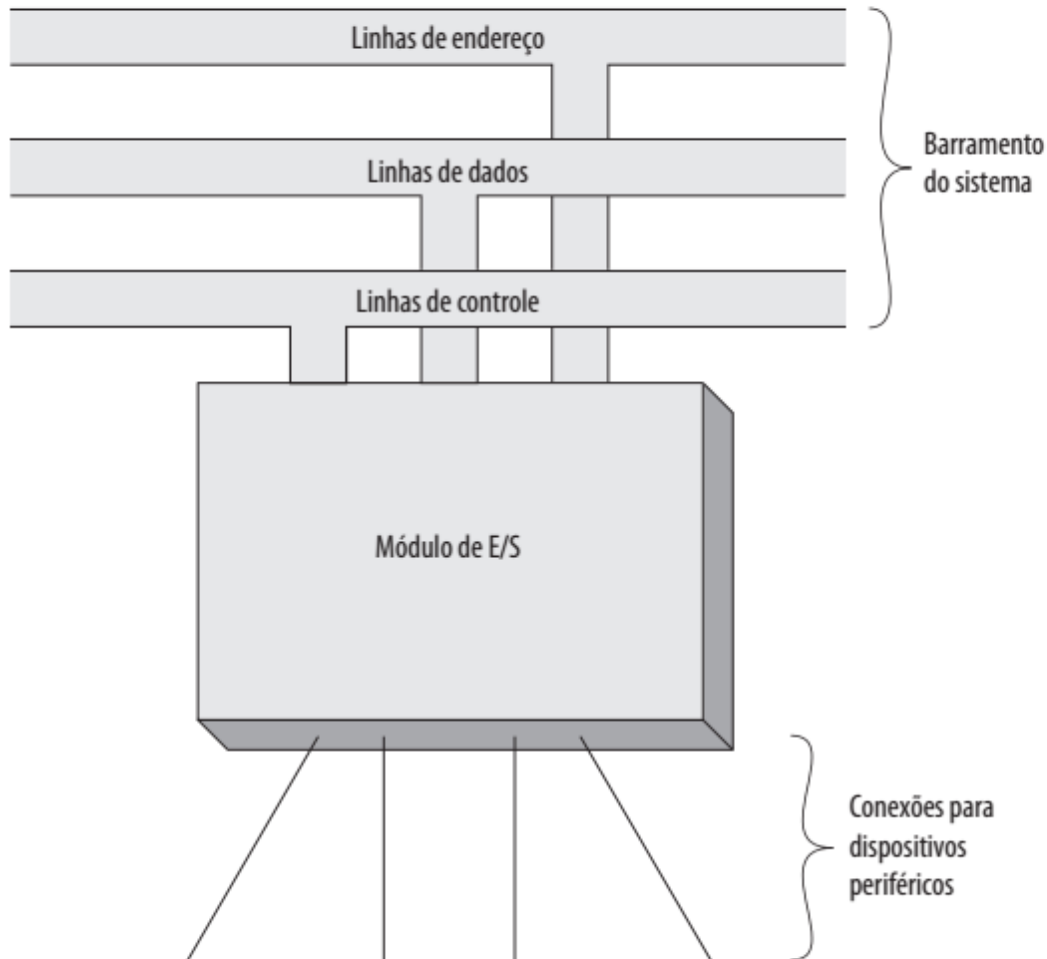 Linhas de endereço
Linhas de dados
Barramento
do sistema
Linhas de controle
Módulo de E/S
Conexões para
dispositivos
periféricos